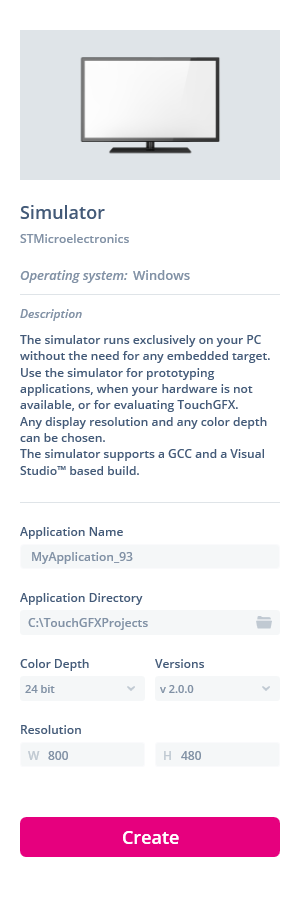 Simulator
STMicroelectronics
Operating system: Windows
Description
The simulator runs exclusively on your PC
without the need for any embedded target.
Use the simulator for prototyping
applications, when your hardware is not
available, or for evaluating TouchGFX.
Any display resolution and any color depth
can be chosen.
The simulator supports a GCC and a Visual
Studio™ based build.
Application Name
MyApplication_93
Application Directory
C:\TouchGFXProjects
Color Depth Versions
24 bit v 2.0.0
Resolution
W 800 H 480
Create